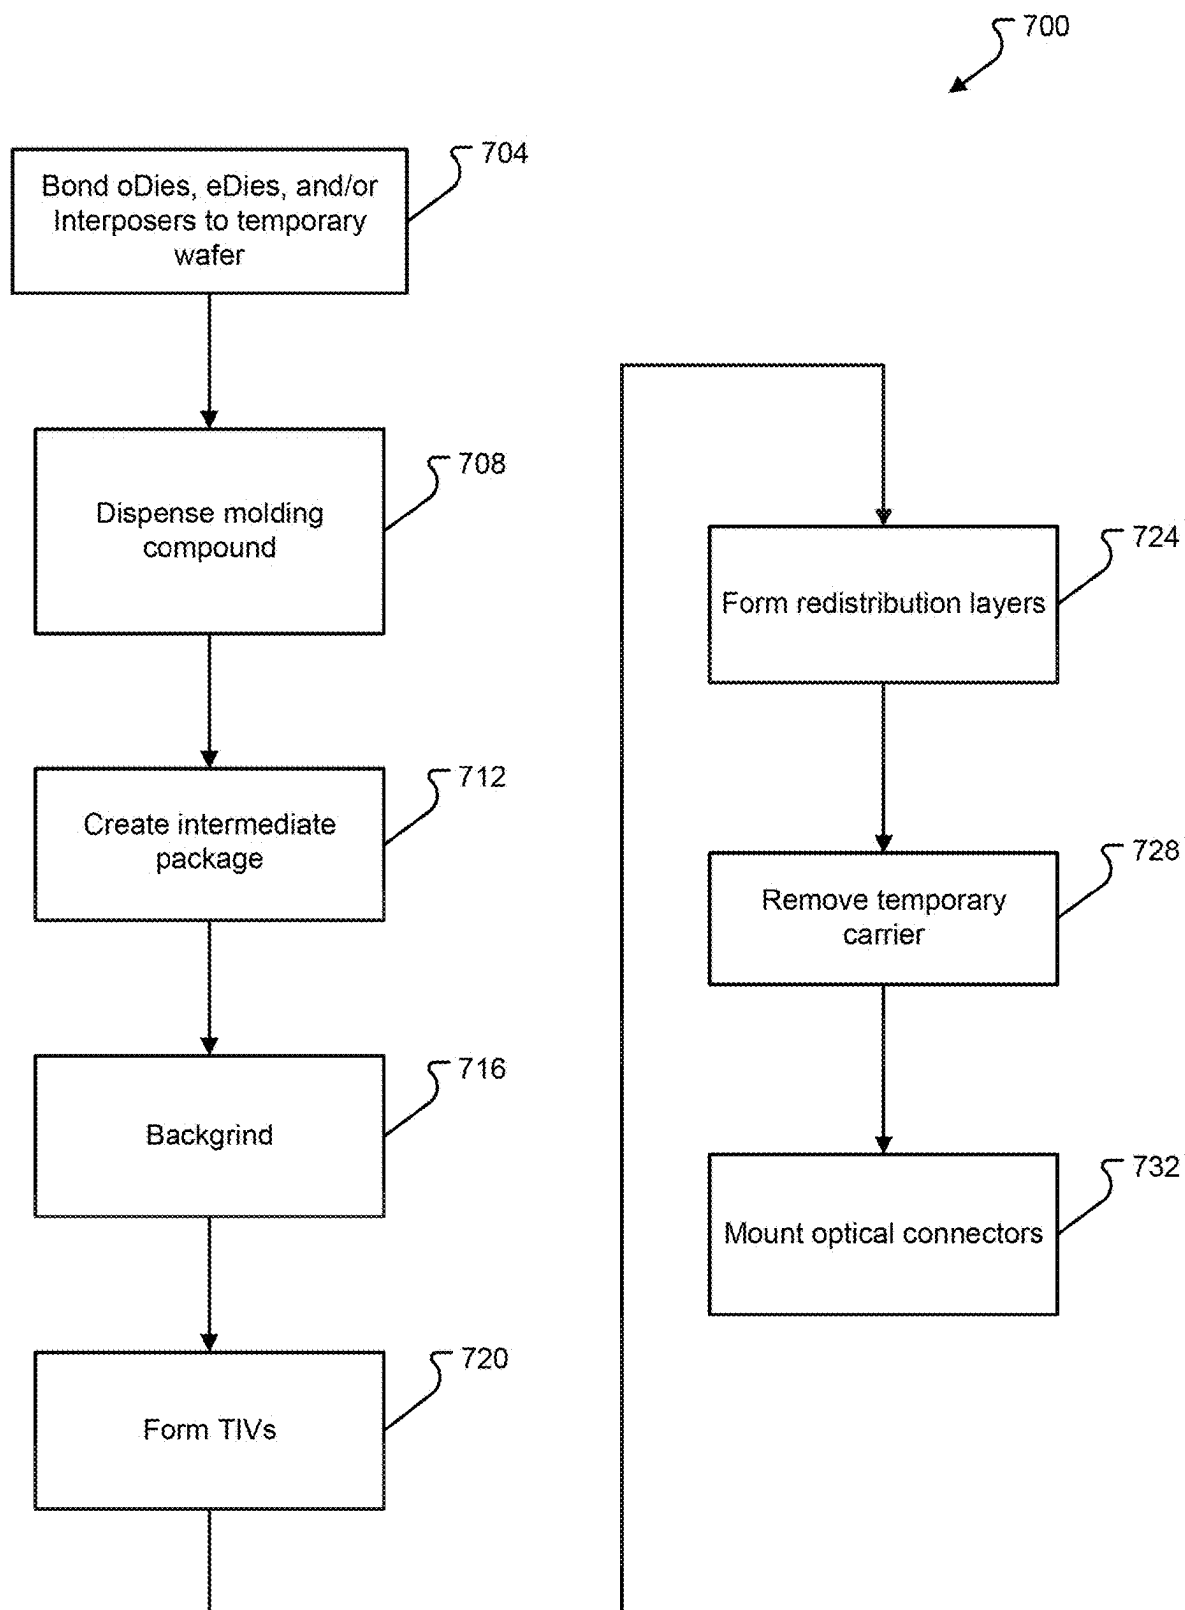 700
704
Bond oDies, eDies, and/or
Interposers to temporary
wafer
708
Dispense molding
compound
712
Create intermediate
package
716
Backgrind
720
Form TIVs
724
Form redistribution layers
728
Remove temporary
carrier
732
Mount optical connectors